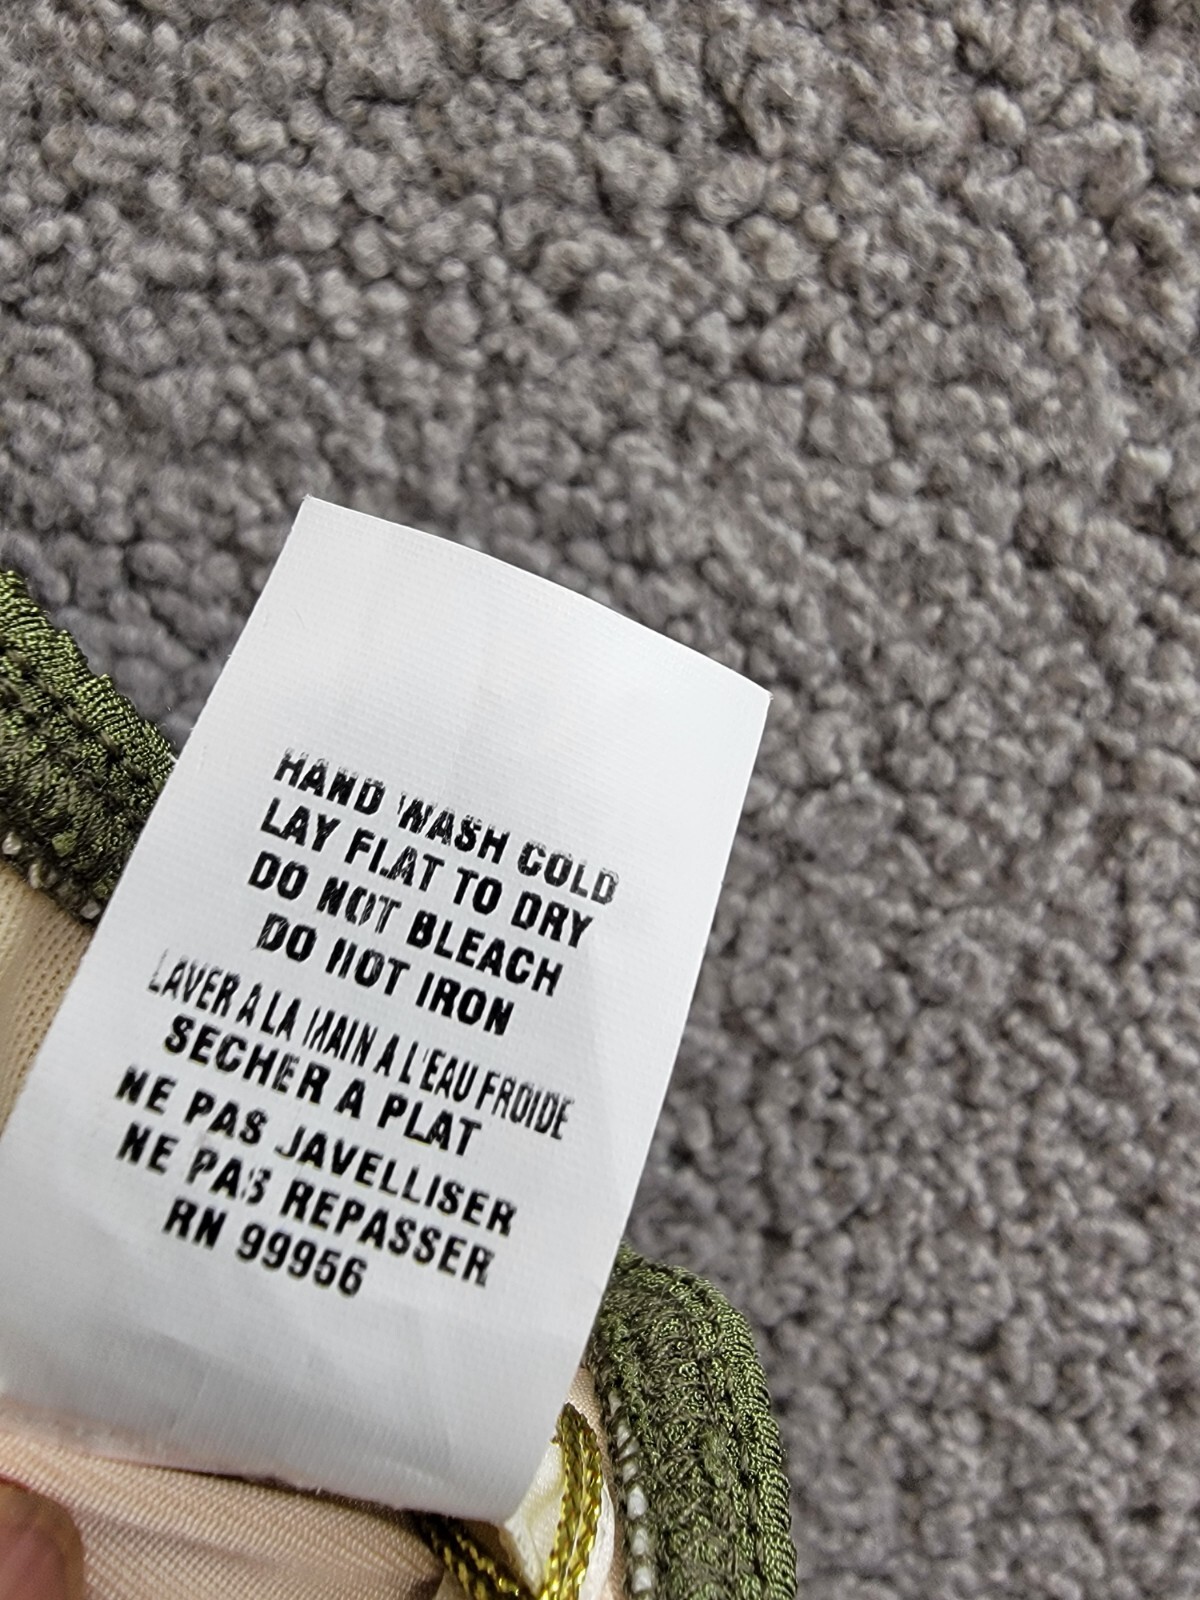 HAND WASH COLD
LAY FLAT TO DRY
DO NOT BLEACH
DO NOT IRON
LAVER A LA MAIN A L'EAU FROIDE
SECHER A PLAT
NE PAS JAVELLISER
NE PAS REPASSER
RN 99956